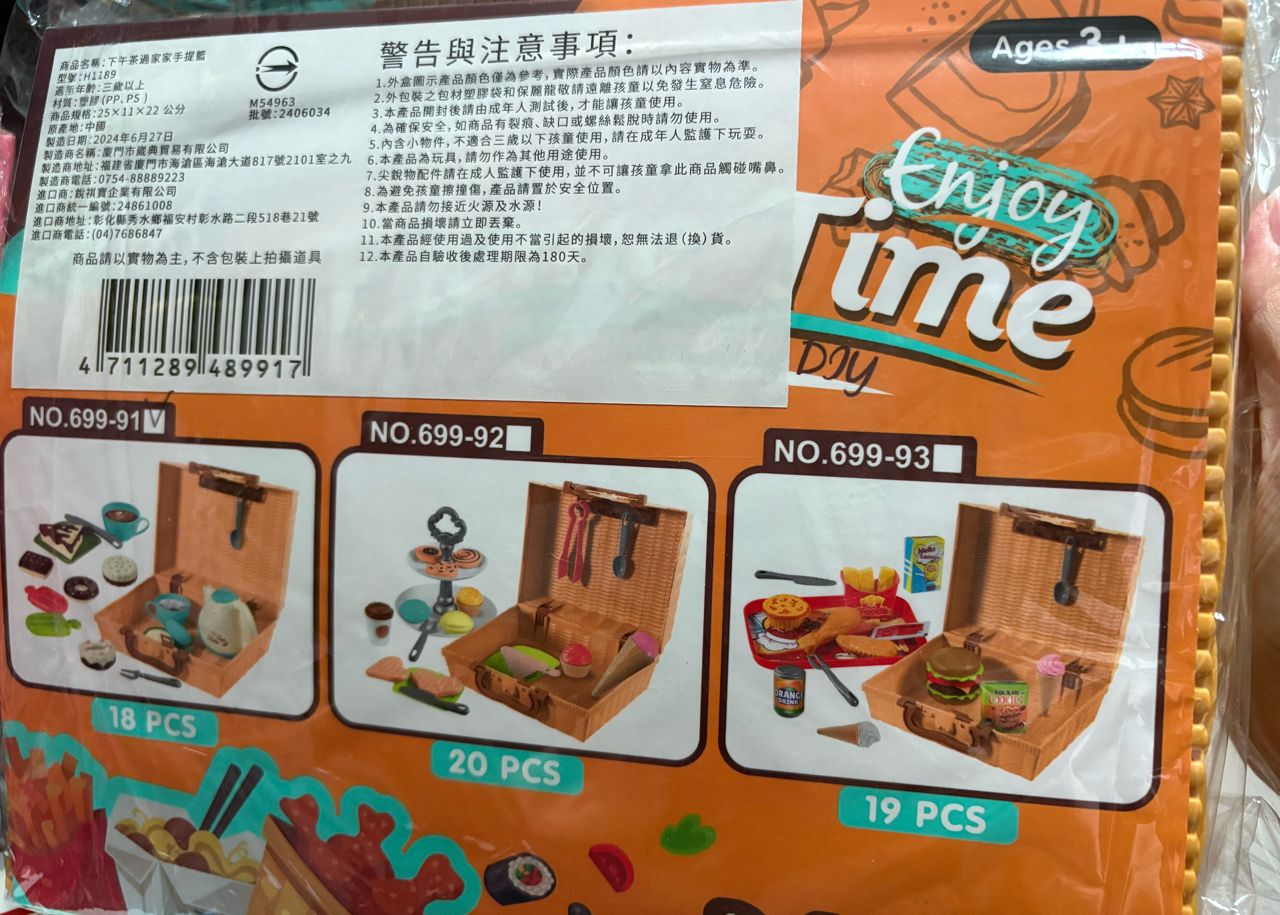 商品名稱:下午茶過家家手提籃
型號:H1189
適用年齡:三歲以上
材質:塑膠(PP、PS)
商品規格:25×11×22 公分
原產地:中國
製造日期:2024年6月27日
製造商名稱:廈門市崴典貿易有限公司
製造商地址:福建省廈門市海滄區海滄大道817號2101室之九
製造商電話:0754-88889223
進口商:銳祺寶企業有限公司
進口商統一編號:24861008
進口商地址:彰化縣秀水鄉福安村彰水路二段518巷21號
進口商電話:(04)7686847
商品請以實物為主,不含包裝上拍攝道具
M54963
批號:2406034
4 711289 489917
警告與注意事項:
1.外盒圖示產品顏色僅為參考,實際產品顏色請以內容實物為準。
2.外包裝之包材塑膠袋和保麗龍敬請遠離孩童以免發生窒息危險。
3.本產品開封後請由成年人測試後,才能讓孩童使用。
4.為確保安全,如商品有裂痕、缺口或螺絲鬆脫時請勿使用。
5.內含小物件,不適合三歲以下孩童使用,請在成年人監護下玩耍。
6.本產品為玩具,請勿作為其他用途使用。
7.尖銳物配件請在成人監護下使用,並不可讓孩童拿此商品觸碰嘴鼻。
8.為避免孩童擦撞傷,產品請置於安全位置。
9.本產品請勿接近火源及水源!
10.當商品損壞請立即丟棄。
11.本產品經使用過及使用不當引起的損壞,恕無法退(換)貨。
12.本產品自驗收後處理期限為180天。
Ages 3+
Enjoy
Time
DIY
NO.699-91
NO.699-92
NO.699-93
ORANGE
DRINK
18 PCS
20 PCS
19 PCS